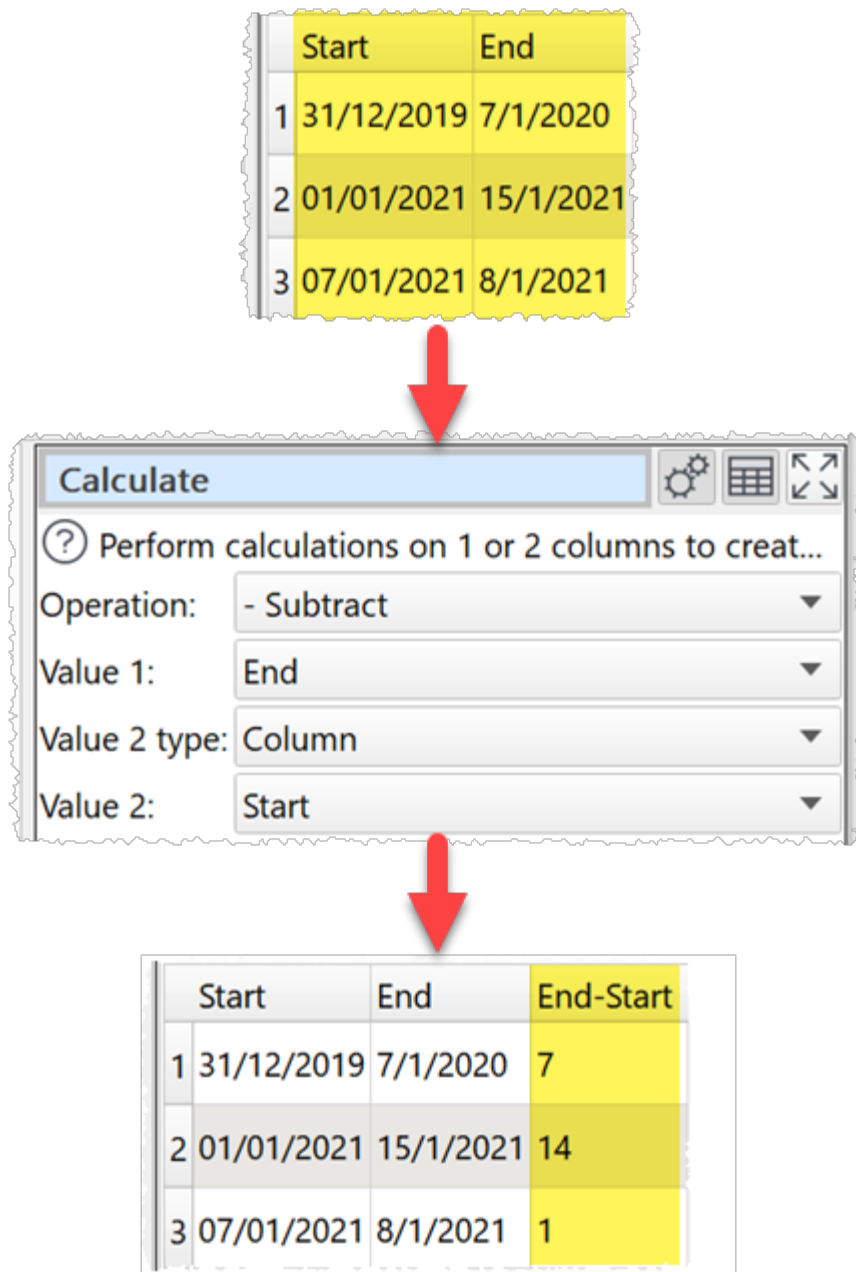 Start End
1 31/12/2019 7/1/2020
2 01/01/2021 15/1/2021
3 07/01/2021 8/1/2021
Calculate
? Perform calculations on 1 or 2 columns to creat...
Operation: - Subtract
Value 1: End
Value 2 type: Column
Value 2: Start
Start End End-Start
1 31/12/2019 7/1/2020 7
2 01/01/2021 15/1/2021 14
3 07/01/2021 8/1/2021 1